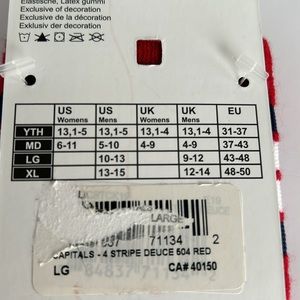 Elastische, Latex gummi
Exclusive of decoration
Exclusif de la décoration
Exclusivo de decoration
US Womens US Mens UK Womens UK Mens EU
YTH 13,1-5 13,1-5 13,1-4 13,1-4 31-37
MD 6-11 5-10 4-9 4-9 37-43
LG 10-13 9-12 43-48
XL 13-15 12-14 48-50
LARGE
71134 2
CAPITALS - 4 STRIPE DEUCE 504 RED
LG CA# 40150